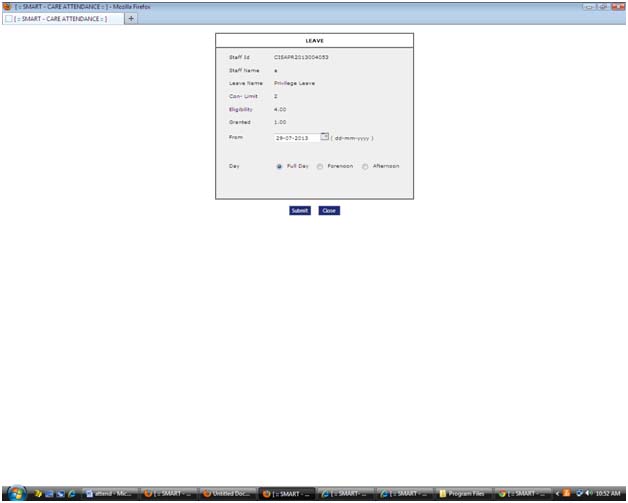 [ :: SMART - CARE ATTENDANCE :: ] - Mozilla Firefox
[ :: SMART - CARE ATTENDANCE :: ]
LEAVE
Staff Id CISAPR2013004053
Staff Name a
Leave Name Privilege Leave
Con- Limit 2
Eligibility 4.00
Granted 1.00
From 29-07-2013 ( dd-mm-yyyy )
Day Full Day Forenoon Afternoon
Submit Close
attend - Mic... [ :: SMART - ... Untitled Doc... [ :: SMART - ... [ :: SMART-... [ :: SMART - ... Program Files [ :: SMART-... 10:52 AM